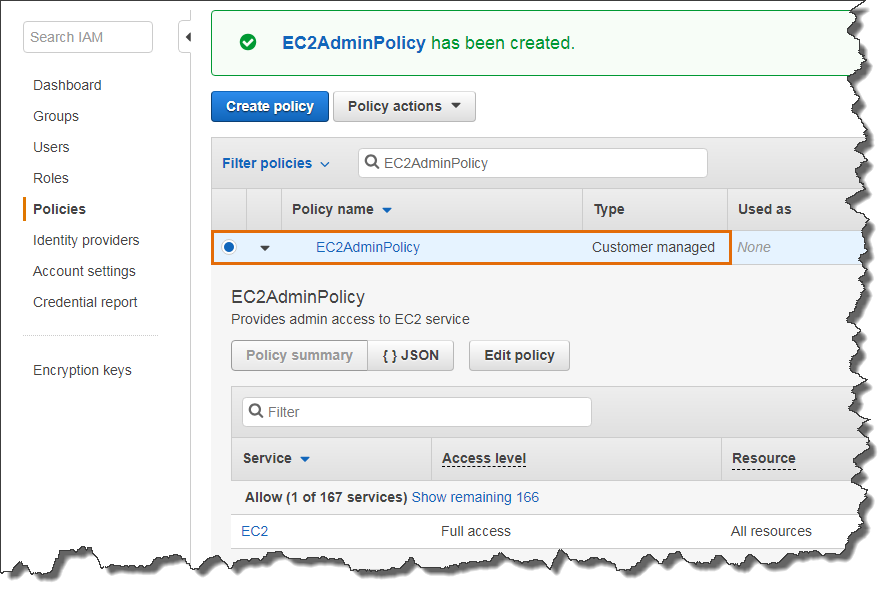 Search IAM
Dashboard
Groups
Users
Roles
Policies
Identity providers
Account settings
Credential report
Encryption keys
EC2AdminPolicy has been created.
Create policy Policy actions
Filter policies EC2AdminPolicy
Policy name Type Used as
EC2AdminPolicy Customer managed None
EC2AdminPolicy
Provides admin access to EC2 service
Policy summary { } JSON Edit policy
Filter
Service Access level Resource
Allow (1 of 167 services) Show remaining 166
EC2 Full access All resources